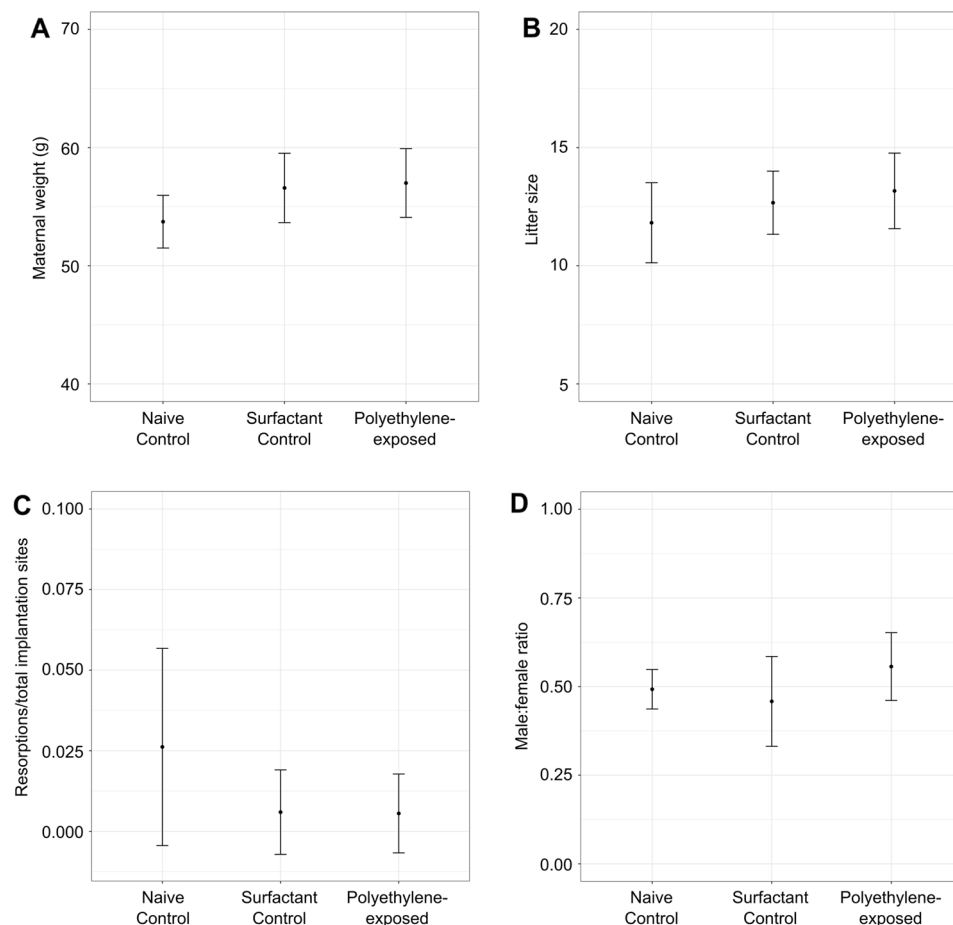 A
Maternal weight (g)
70
60
50
40
Naive
Control
Surfactant
Control
Polyethylene-
exposed
B
Litter size
20
15
10
5
Naive
Control
Surfactant
Control
Polyethylene-
exposed
C
Resorptions/total implantation sites
0.100
0.075
0.050
0.025
0.000
Naive
Control
Surfactant
Control
Polyethylene-
exposed
D
Male:female ratio
1.00
0.75
0.50
0.25
0.00
Naive
Control
Surfactant
Control
Polyethylene-
exposed